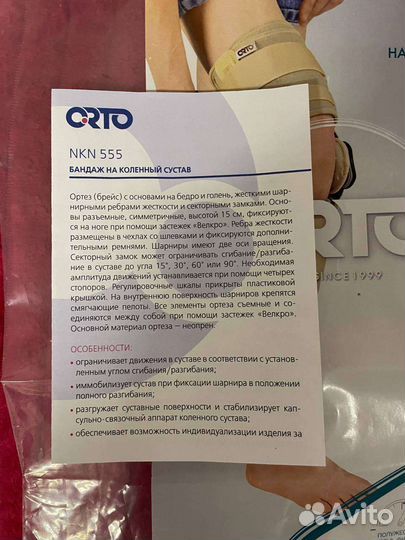 ORTO
НА
NKN 555
БАНДАЖ НА КОЛЕННЫЙ СУСТАВ
Ортез (брейс) с основами на бедро и голень, жесткими шар-
нирными ребрами жесткости и секторными замками. Осно-
вы разъемные, симметричные, высотой 15 см, фиксируют-
ся на ноге при помощи застежек «Велкро». Ребра жесткости
размещены в чехлах со шлевками и фиксируются дополни-
тельными ремнями. Шарниры имеют две оси вращения.
Секторный замок может ограничивать сгибание/разгиба-
ние в суставе до угла 15°, 30°, 60° или 90°. Необходимая
амплитуда движений устанавливается при помощи четырех
стопоров. Регулировочные шкалы прикрыты пластиковой
крышкой. На внутреннюю поверхность шарниров крепятся
смягчающие пелоты. Все элементы ортеза съемные и со-
единяются между собой при помощи застежек «Велкро».
Основной материал ортеза – неопрен.
ОСОБЕННОСТИ:
• ограничивает движения в суставе в соответствии с установ-
ленным углом сгибания/разгибания;
• иммобилизует сустав при фиксации шарнира в положении
полного разгибания;
• разгружает суставные поверхности и стабилизирует кап-
сульно-связочный аппарат коленного сустава;
• обеспечивает возможность индивидуализации изделия за
RTO
SINCE 1999
Avito